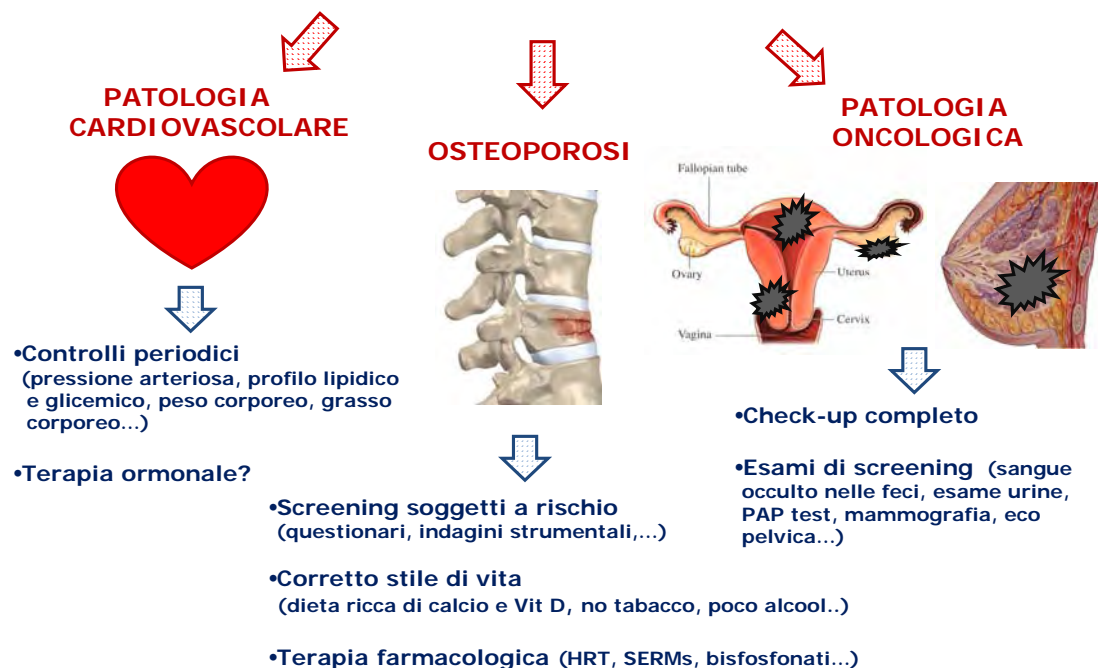 PATOLOGIA
CARDIOVASCOLARE
•Controlli periodici
(pressione arteriosa, profilo lipidico
e glicemico, peso corporeo, grasso
corporeo...)
•Terapia ormonale?
OSTEOPOROSI
•Screening soggetti a rischio
(questionari, indagini strumentali,...)
•Corretto stile di vita
(dieta ricca di calcio e Vit D, no tabacco, poco alcool..)
•Terapia farmacologica (HRT, SERMs, bisfosfonati...)
PATOLOGIA
ONCOLOGICA
Fallopian tube
Ovary
Uterus
Cervix
Vagina
•Check-up completo
•Esami di screening (sangue
occulto nelle feci, esame urine,
PAP test, mammografia, eco
pelvica...)